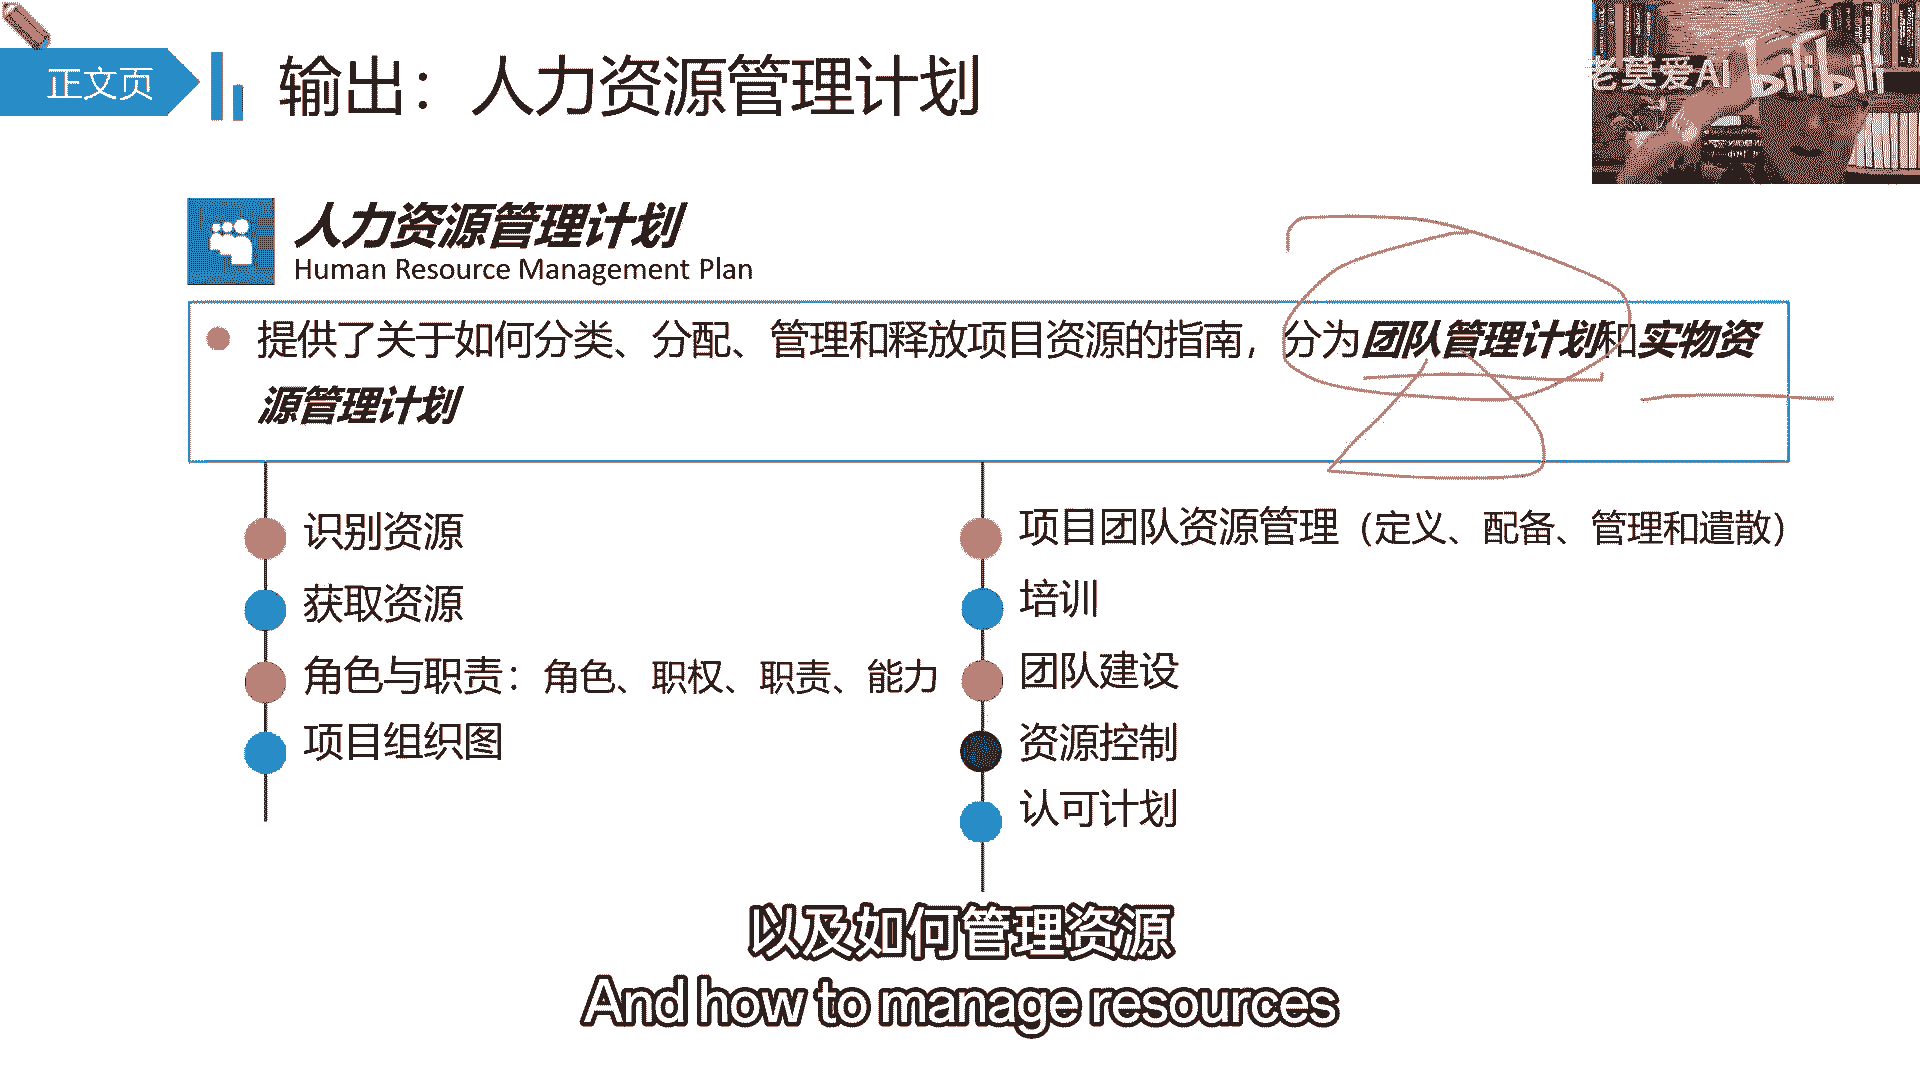 正文页
输出：人力资源管理计划
老莫爱AI bilibili
人力资源管理计划
Human Resource Management Plan
提供了关于如何分类、分配、管理和释放项目资源的指南，分为团队管理计划和实物资
源管理计划
识别资源
获取资源
角色与职责：角色、职权、职责、能力
项目组织图
项目团队资源管理（定义、配备、管理和遣散）
培训
团队建设
资源控制
认可计划
以及如何管理资源
And how to manage resources